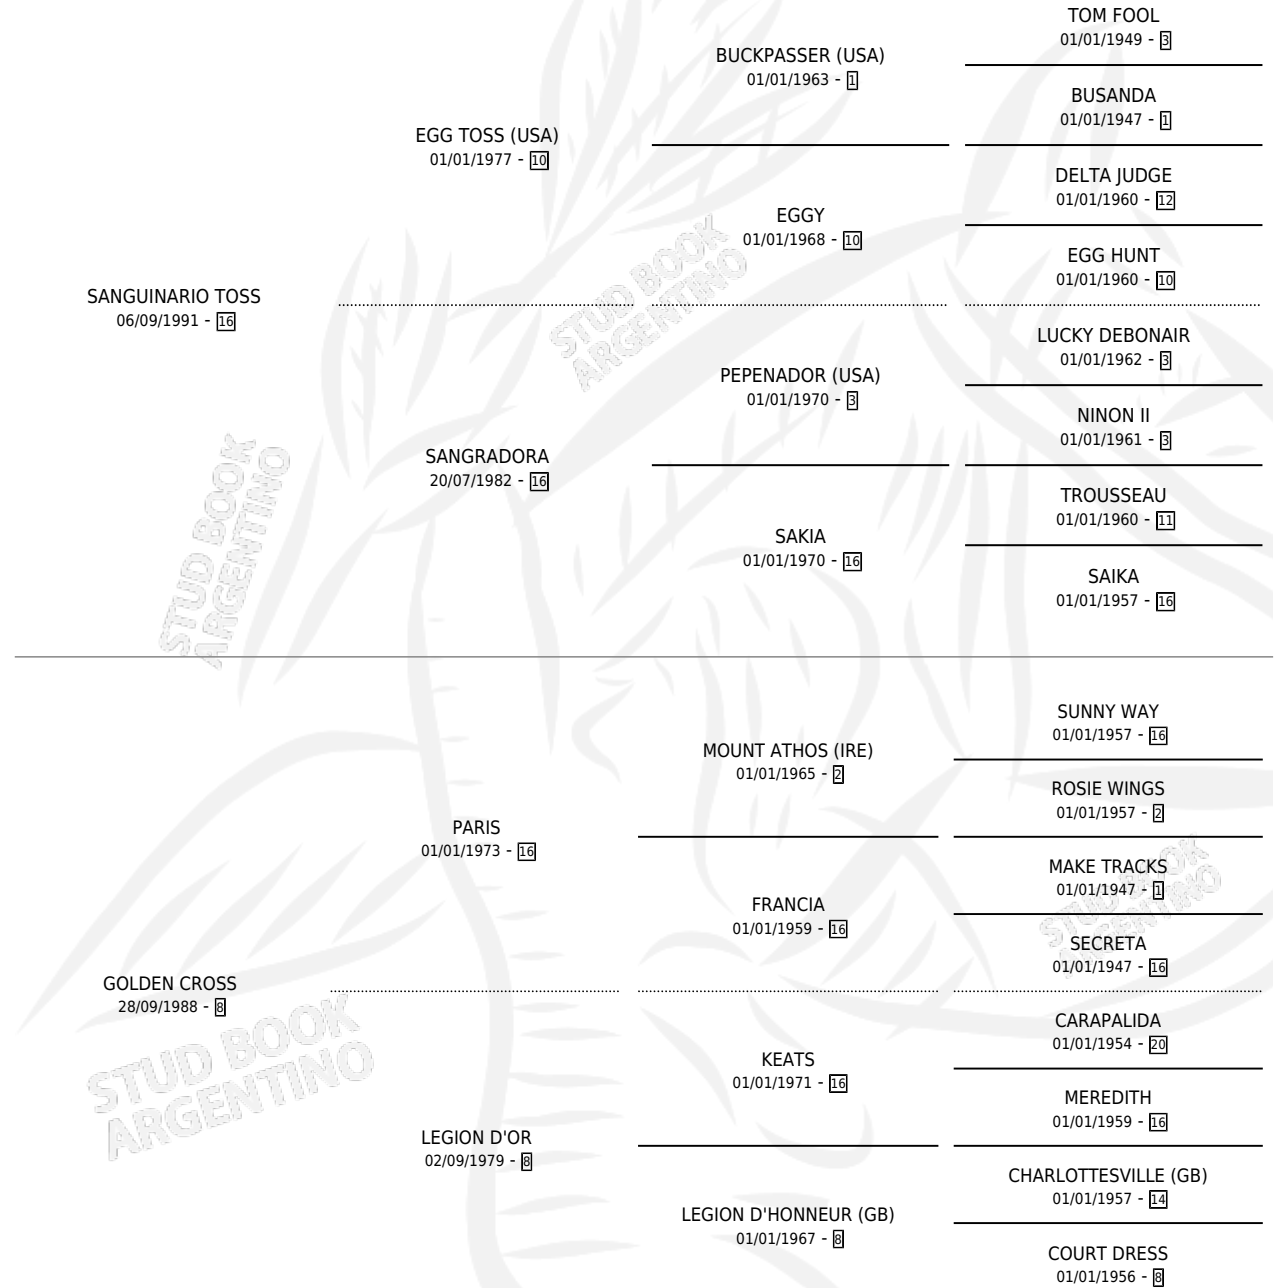 TOM FOOL
01/01/1949 - 3
BUCKPASSER (USA)
01/01/1963 - 1
BUSANDA
01/01/1947 - 1
EGG TOSS (USA)
01/01/1977 - 10
DELTA JUDGE
01/01/1960 - 12
EGGY
01/01/1968 - 10
EGG HUNT
01/01/1960 - 10
SANGUINARIO TOSS
06/09/1991 - 16
STUD BOOK
ARGENTINO
LUCKY DEBONAIR
01/01/1962 - 3
PEPENADOR (USA)
01/01/1970 - 3
NINON II
01/01/1961 - 3
SANGRADORA
20/07/1982 - 16
TROUSSEAU
01/01/1960 - 11
SAKIA
01/01/1970 - 16
SAIKA
01/01/1957 - 16
STUD BOOK
ARGENTINO
SUNNY WAY
01/01/1957 - 16
MOUNT ATHOS (IRE)
01/01/1965 - 2
ROSIE WINGS
01/01/1957 - 2
PARIS
01/01/1973 - 16
MAKE TRACKS
01/01/1947 - 1
FRANCIA
01/01/1959 - 16
SECRETA
01/01/1947 - 16
STUD BOOK
ARGENTINO
GOLDEN CROSS
28/09/1988 - 8
CARAPALIDA
01/01/1954 - 20
KEATS
01/01/1971 - 16
MEREDITH
01/01/1959 - 16
STUD BOOK
ARGENTINO
LEGION D'OR
02/09/1979 - 8
CHARLOTTESVILLE (GB)
01/01/1957 - 14
LEGION D'HONNEUR (GB)
01/01/1967 - 8
COURT DRESS
01/01/1956 - 8